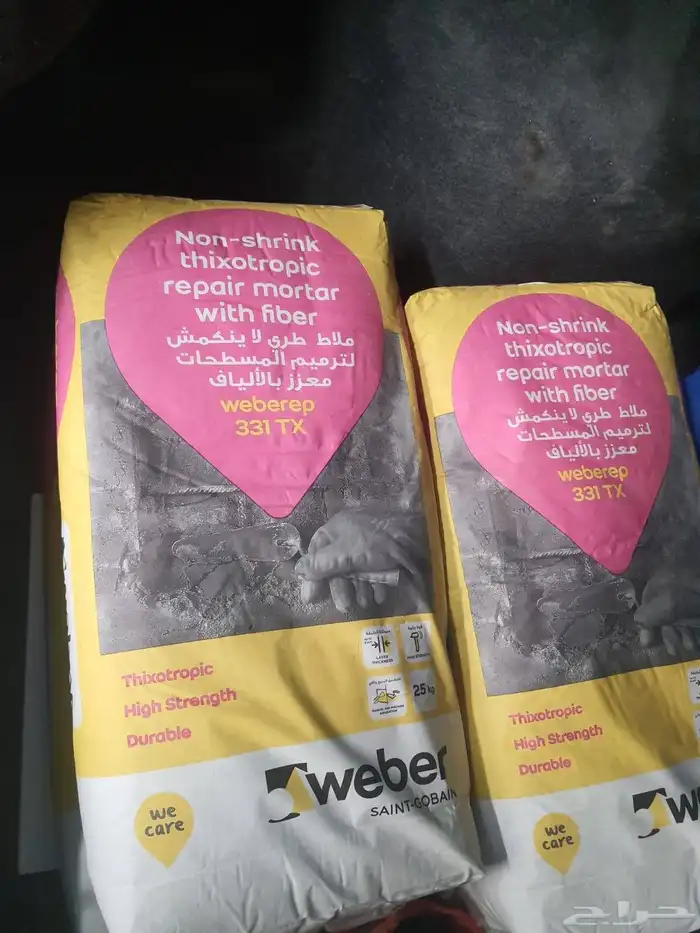 Non-shrink
thixotropic
repair mortar
with fiber
ملاط طري لا ينكمش
لترميم المسطحات
معزز بالألياف
weberep
331 TX
LAYER
THICKNESS
25 kg
Thixotropic
High Strength
Durable
we
care
weber
SAINT-GOBAIN
Non-shrink
thixotropic
repair mortar
with fiber
ملاط طري لا ينكمش
لترميم المسطحات
معزز بالألياف
weberep
331 TX
Thixotropic
High Strength
Durable
we
care
w
حراج